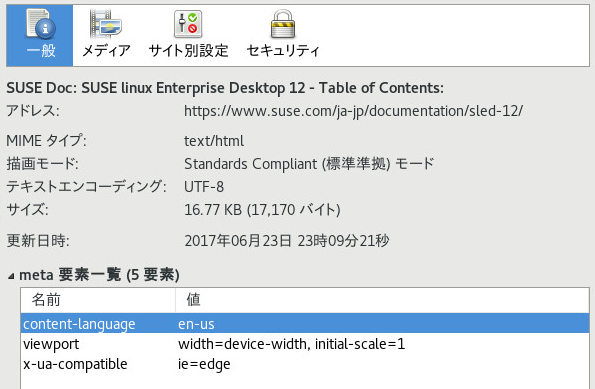 一般 メディア サイト別設定 セキュリティ
SUSE Doc: SUSE linux Enterprise Desktop 12 - Table of Contents:
アドレス: https://www.suse.com/ja-jp/documentation/sled-12/
MIME タイプ: text/html
描画モード: Standards Compliant (標準準拠) モード
テキストエンコーディング: UTF-8
サイズ: 16.77 KB (17,170 バイト)
更新日時: 2017年06月23日 23時09分21秒
meta 要素一覧 (5 要素)
名前 値
content-language en-us
viewport width=device-width, initial-scale=1
x-ua-compatible ie=edge